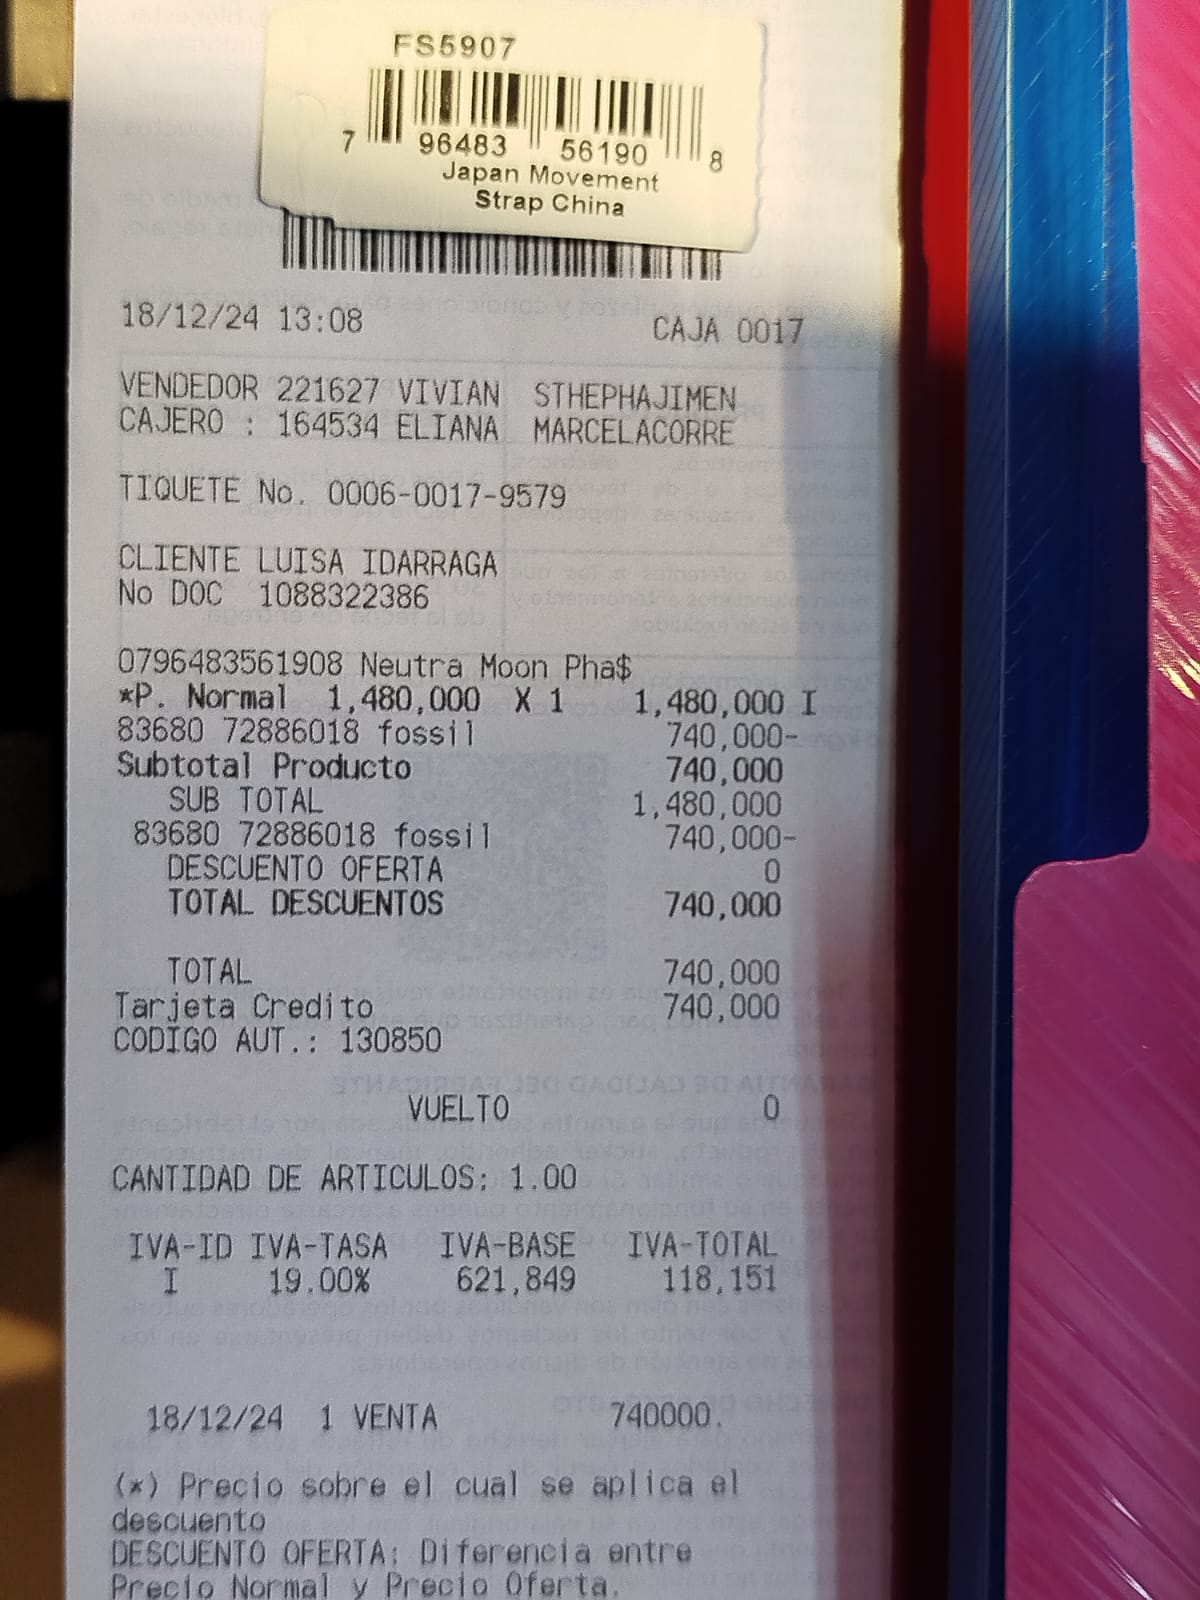 FS5907
7 96483 56190 8
Japan Movement
Strap China
18/12/24 13:08 CAJA 0017
VENDEDOR 221627 VIVIAN STHEPHAJIMEN
CAJERO : 164534 ELIANA MARCELACORRE
TIQUETE No. 0006-0017-9579
CLIENTE LUISA IDARRAGA
No DOC 1088322386
0796483561908 Neutra Moon Pha$
*P. Normal 1,480,000 X 1 1,480,000 I
83680 72886018 fossil 740,000-
Subtotal Producto 740,000
SUB TOTAL 1,480,000
83680 72886018 fossil 740,000-
DESCUENTO OFERTA 0
TOTAL DESCUENTOS 740,000
TOTAL 740,000
Tarjeta Credito 740,000
CODIGO AUT.: 130850
VUELTO 0
CANTIDAD DE ARTICULOS: 1.00
IVA-ID IVA-TASA IVA-BASE IVA-TOTAL
I 19.00% 621,849 118,151
18/12/24 1 VENTA 740000.
(*) Precio sobre el cual se aplica el
descuento
DESCUENTO OFERTA: Diferencia entre
Precio Normal y Precio Oferta.